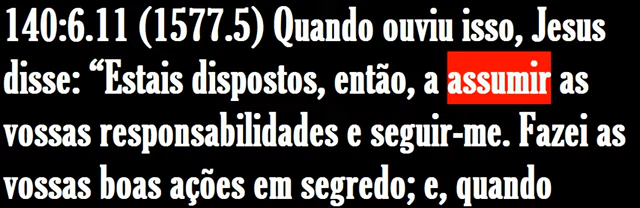 140:6.11 (1577.5) Quando ouviu isso, Jesus
disse: “Estais dispostos, então, a assumir as
vossas responsabilidades e seguir-me. Fazei as
vossas boas ações em segredo; e, quando